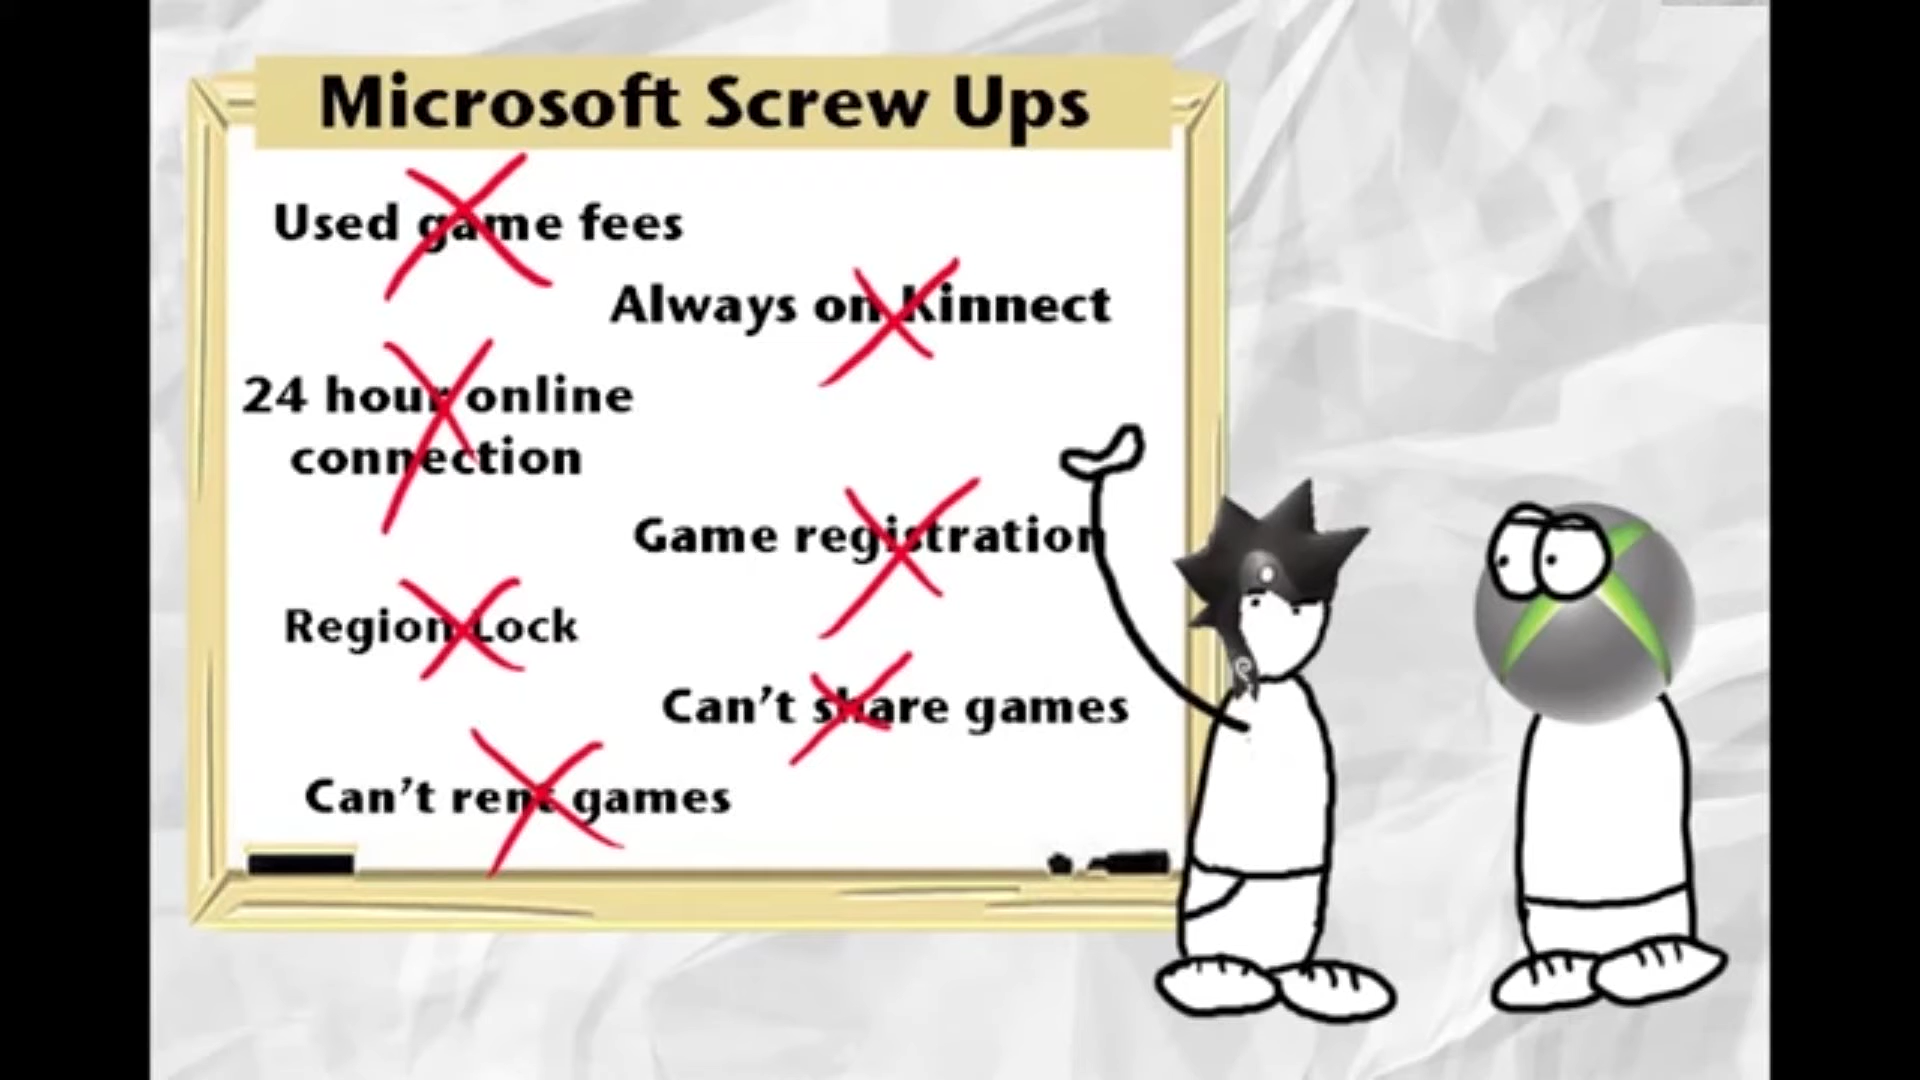 Microsoft Screw Ups
Used game fees
Always on Kinnect
24 hour online
connection
Game registration
Region Lock
Can't share games
Can't rent games